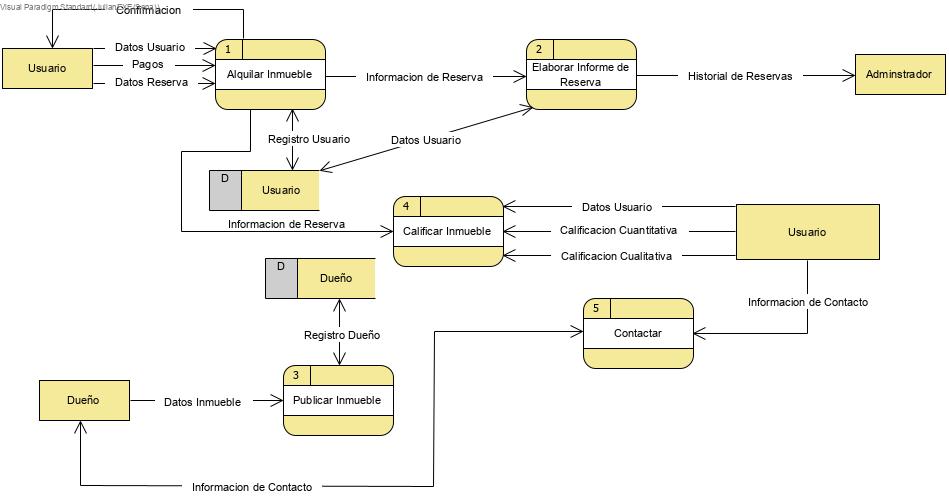 Visual Paradigm Standard(Julian
Confirmacion
Usuario
Datos Usuario
Pagos
Datos Reserva
1
Alquilar Inmueble
Informacion de Reserva
2
Elaborar Informe de
Reserva
Historial de Reservas
Adminstrador
Registro Usuario
Datos Usuario
D
Usuario
Informacion de Reserva
4
Calificar Inmueble
Datos Usuario
Calificacion Cuantitativa
Calificacion Cualitativa
Usuario
D
Dueño
Registro Dueño
Informacion de Contacto
5
Contactar
Dueño
Datos Inmueble
3
Publicar Inmueble
Informacion de Contacto